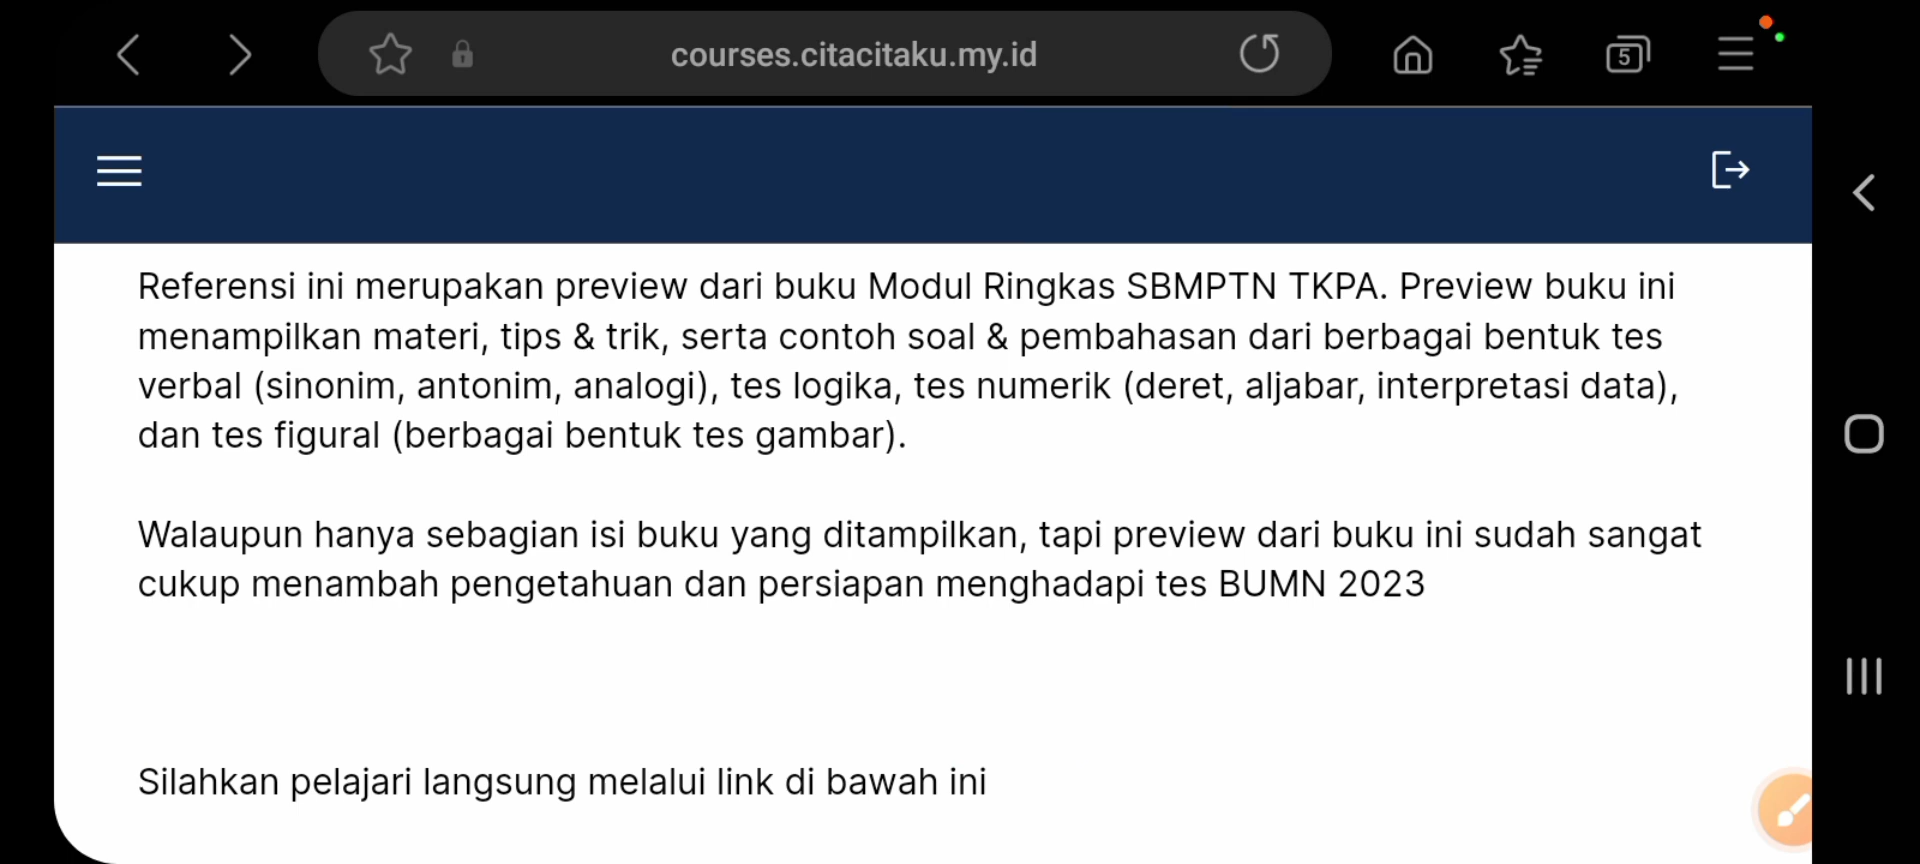 courses.citacitaku.my.id
5
Referensi ini merupakan preview dari buku Modul Ringkas SBMPTN TKPA. Preview buku ini
menampilkan materi, tips & trik, serta contoh soal & pembahasan dari berbagai bentuk tes
verbal (sinonim, antonim, analogi), tes logika, tes numerik (deret, aljabar, interpretasi data),
dan tes figural (berbagai bentuk tes gambar).
Walaupun hanya sebagian isi buku yang ditampilkan, tapi preview dari buku ini sudah sangat
cukup menambah pengetahuan dan persiapan menghadapi tes BUMN 2023
Silahkan pelajari langsung melalui link di bawah ini